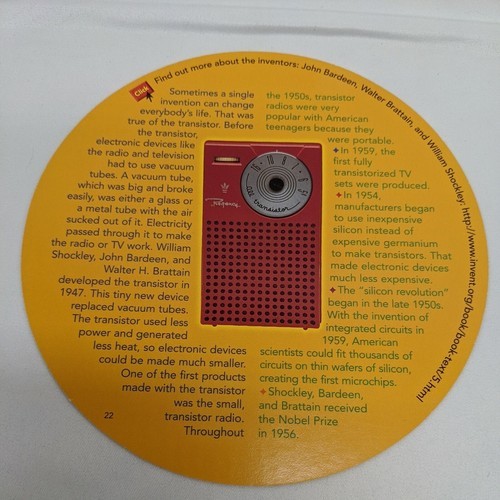 Click
Find out more about the inventors: John Bardeen, Walter Brattain, and William Shockley: http://www.invent.org/book/book-text/5.html
Sometimes a single
invention can change
everybody's life. That was
true of the transistor. Before
the transistor,
electronic devices like
the radio and television
had to use vacuum
tubes. A vacuum tube,
which was big and broke
easily, was either a glass or
a metal tube with the air
sucked out of it. Electricity
passed through it to make
the radio or TV work. William
Shockley, John Bardeen, and
Walter H. Brattain
developed the transistor in
1947. This tiny new device
replaced vacuum tubes.
The transistor used less
power and generated
less heat, so electronic devices
could be made much smaller.
One of the first products
made with the transistor
was the small,
transistor radio.
Throughout
22
the 1950s, transistor
radios were very
popular with American
teenagers because they
were portable.
+In 1959, the
first fully
transistorized TV
sets were produced.
+In 1954,
manufacturers began
to use inexpensive
silicon instead of
expensive germanium
to make transistors. That
made electronic devices
much less expensive.
+The "silicon revolution"
began in the late 1950s.
With the invention of
integrated circuits in
1959, American
scientists could fit thousands of
circuits on thin wafers of silicon,
creating the first microchips.
+Shockley, Bardeen,
and Brattain received
the Nobel Prize
in 1956.
Regency
transistor